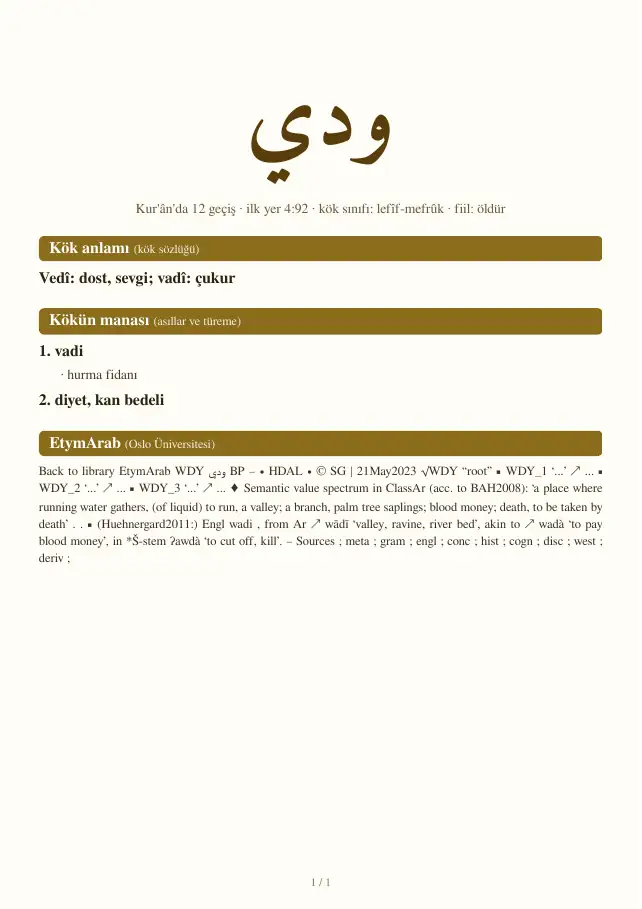 ودي
Kur'ân'da 12 geçiş · ilk yer 4:92 · kök sınıfı: lefîf-mefrûk · fiil: öldür
Kök anlamı (kök sözlüğü)
Vedî: dost, sevgi; vadî: çukur
Kökün manası (asıllar ve türeme)
1. vadi
· hurma fidanı
2. diyet, kan bedeli
EtymArab (Oslo Üniversitesi)
Back to library EtymArab WDY ودي BP – • HDAL • © SG | 21May2023 √WDY “root” ▪ WDY_1 ‘...’ ↗ ... ▪
WDY_2 ‘...’ ↗ ... ▪ WDY_3 ‘...’ ↗ ... ♦ Semantic value spectrum in ClassAr (acc. to BAH2008): ‘a place where
running water gathers, (of liquid) to run, a valley; a branch, palm tree saplings; blood money; death, to be taken by
death’ . . ▪ (Huehnergard2011:) Engl wadi , from Ar ↗ wādī ‘valley, ravine, river bed’, akin to ↗ wadà ‘to pay
blood money’, in *Š-stem ʔawdà ‘to cut off, kill’. – Sources ; meta ; gram ; engl ; conc ; hist ; cogn ; disc ; west ;
deriv ;
1 / 1